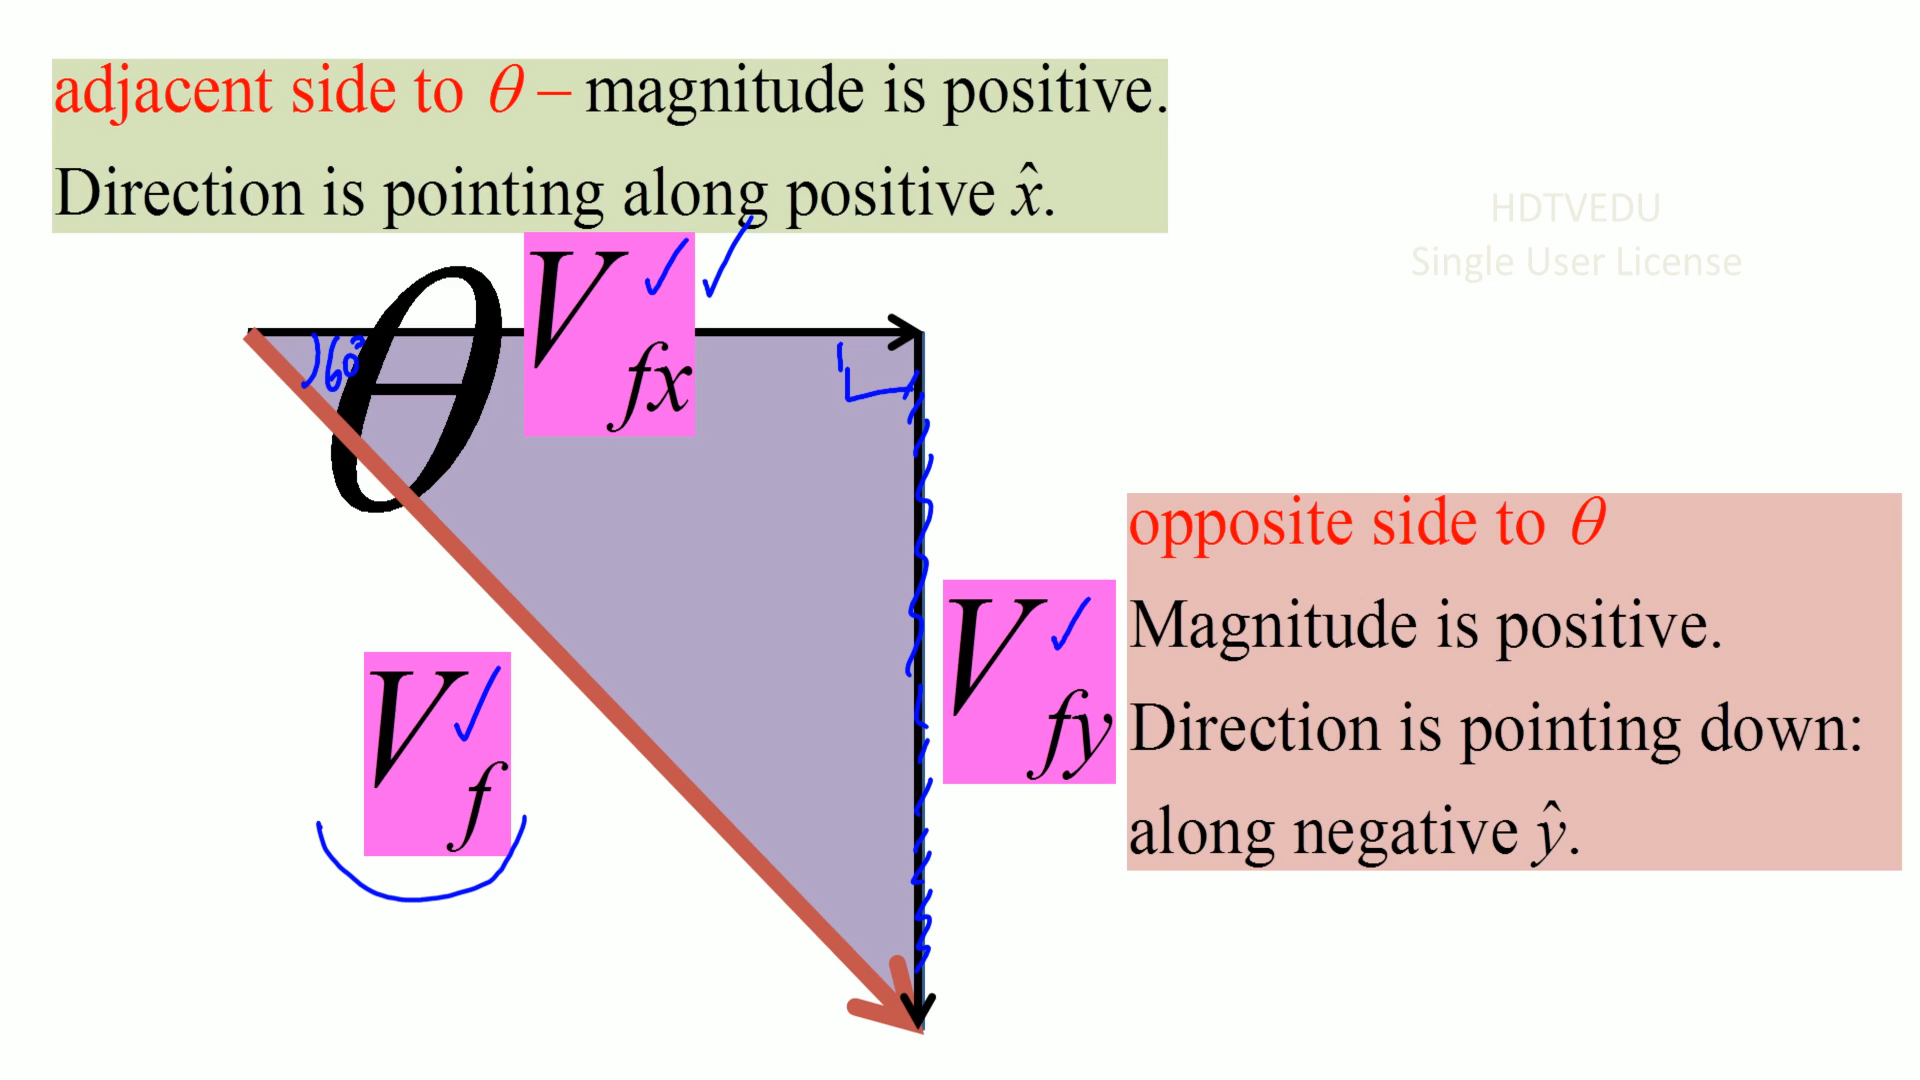 adjacent side to θ – magnitude is positive.
Direction is pointing along positive x̂.
HDTVEDU
Single User License
V fx
60°
θ
opposite side to θ
Magnitude is positive.
Direction is pointing down:
along negative ŷ.
V fy
V f